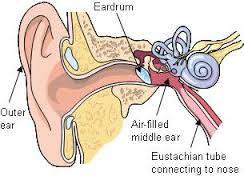 Eardrum
Outer
ear
Air-filled
middle ear
Eustachian tube
connecting to nose